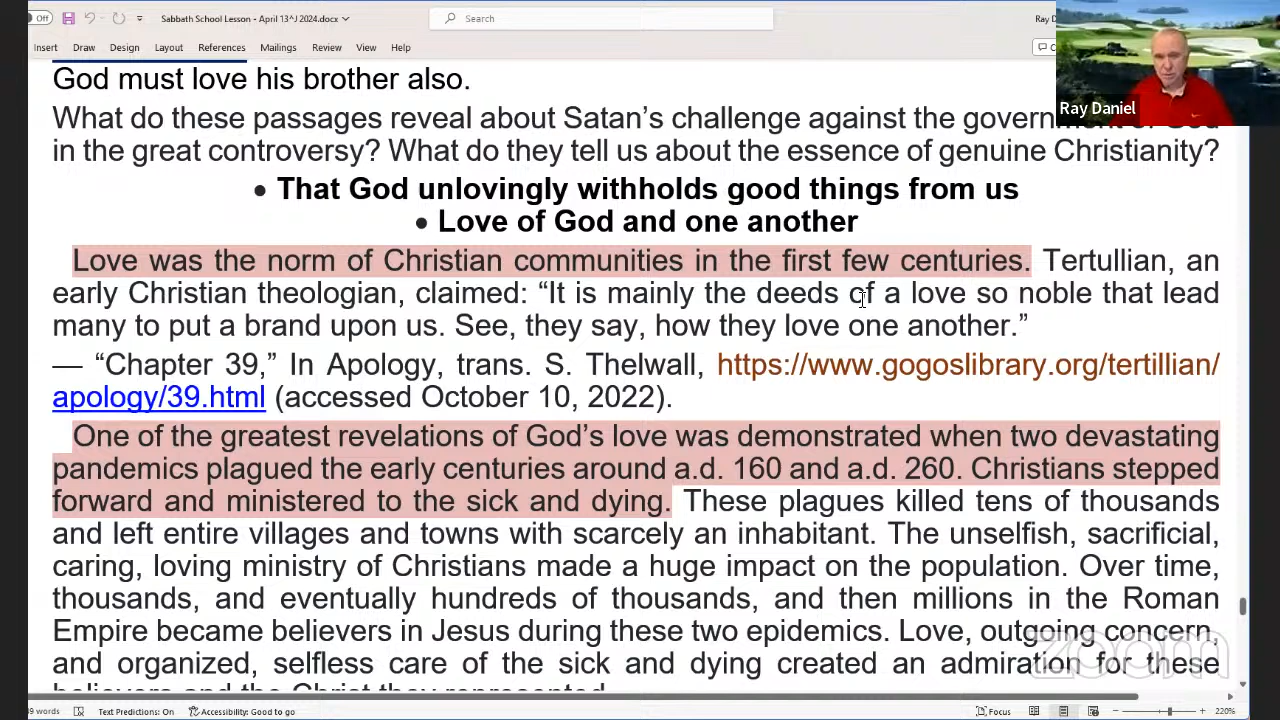 Off
Sabbath School Lesson - April 13^J 2024.docx
Search
Ray D
Insert Draw Design Layout References Mailings Review View Help
Ray Daniel
God must love his brother also.
What do these passages reveal about Satan’s challenge against the government of God
in the great controversy? What do they tell us about the essence of genuine Christianity?
• That God unlovingly withholds good things from us
• Love of God and one another
Love was the norm of Christian communities in the first few centuries. Tertullian, an
early Christian theologian, claimed: “It is mainly the deeds of a love so noble that lead
many to put a brand upon us. See, they say, how they love one another.”
— “Chapter 39,” In Apology, trans. S. Thelwall, https://www.gogoslibrary.org/tertillian/
apology/39.html (accessed October 10, 2022).
One of the greatest revelations of God’s love was demonstrated when two devastating
pandemics plagued the early centuries around a.d. 160 and a.d. 260. Christians stepped
forward and ministered to the sick and dying. These plagues killed tens of thousands
and left entire villages and towns with scarcely an inhabitant. The unselfish, sacrificial,
caring, loving ministry of Christians made a huge impact on the population. Over time,
thousands, and eventually hundreds of thousands, and then millions in the Roman
Empire became believers in Jesus during these two epidemics. Love, outgoing concern,
and organized, selfless care of the sick and dying created an admiration for these
believers and the Christ they represented.
zoom
49 words Text Predictions: On Accessibility: Good to go Focus 220%